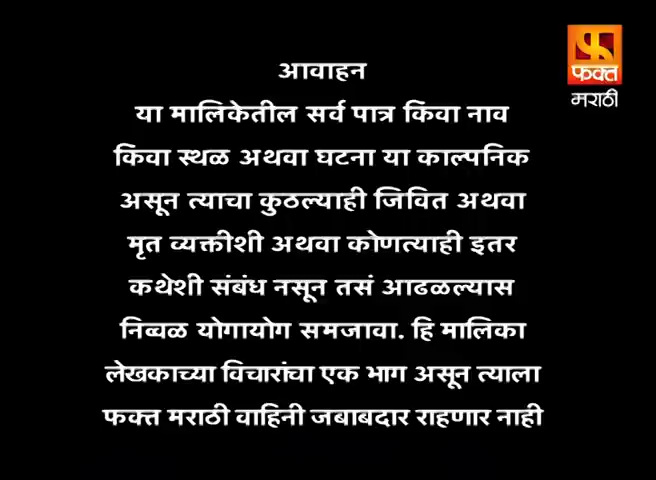 फक्त
मराठी
आवाहन
या मालिकेतील सर्व पात्र किंवा नाव
किंवा स्थळ अथवा घटना या काल्पनिक
असून त्याचा कुठल्याही जिवित अथवा
मृत व्यक्तीशी अथवा कोणत्याही इतर
कथेशी संबंध नसून तसं आढळल्यास
निव्वळ योगायोग समजावा. हि मालिका
लेखकाच्या विचारांचा एक भाग असून त्याला
फक्त मराठी वाहिनी जबाबदार राहणार नाही